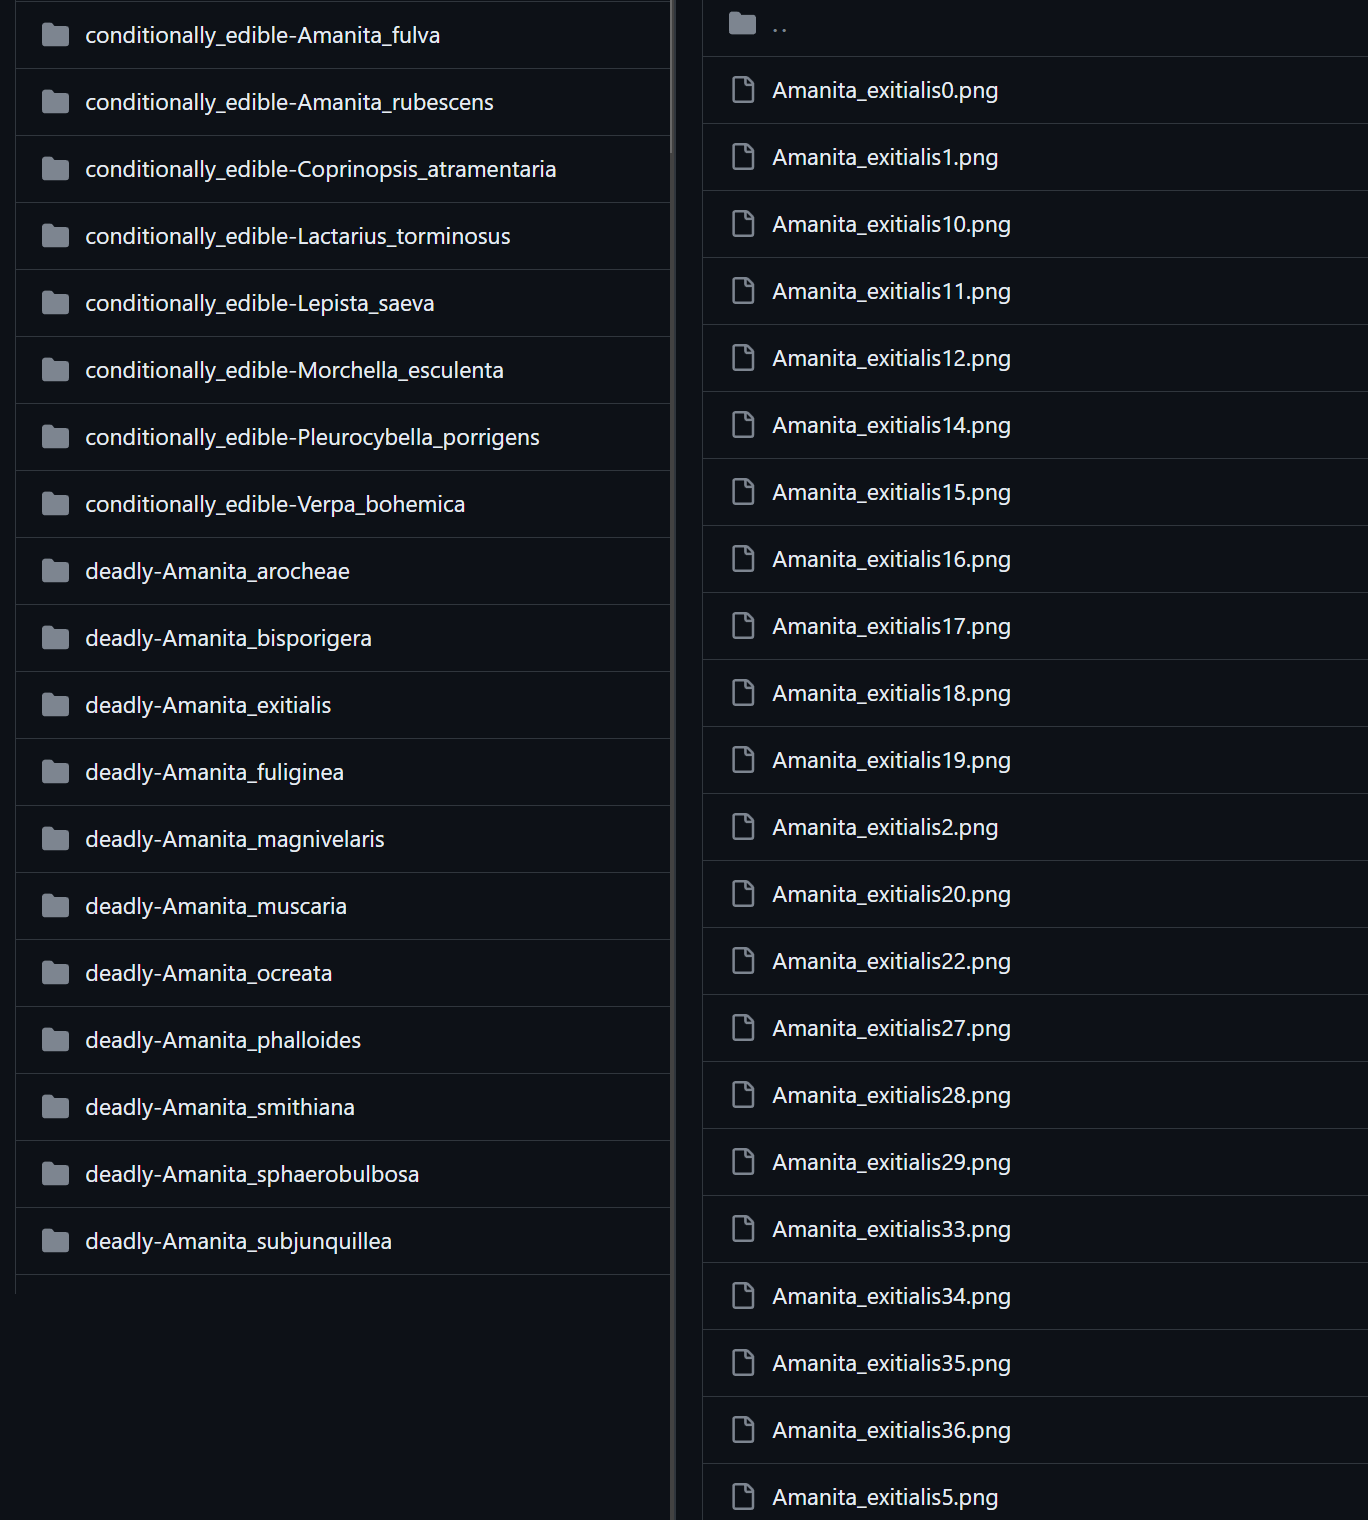 conditionally_edible-Amanita_fulva
conditionally_edible-Amanita_rubescens
conditionally_edible-Coprinopsis_atramentaria
conditionally_edible-Lactarius_torminosus
conditionally_edible-Lepista_saeva
conditionally_edible-Morchella_esculenta
conditionally_edible-Pleurocybella_porrigens
conditionally_edible-Verpa_bohemica
deadly-Amanita_arocheae
deadly-Amanita_bisporigera
deadly-Amanita_exitialis
deadly-Amanita_fuliginea
deadly-Amanita_magnivelaris
deadly-Amanita_muscaria
deadly-Amanita_ocreata
deadly-Amanita_phalloides
deadly-Amanita_smithiana
deadly-Amanita_sphaerobulbosa
deadly-Amanita_subjunquillea
..
Amanita_exitialis0.png
Amanita_exitialis1.png
Amanita_exitialis10.png
Amanita_exitialis11.png
Amanita_exitialis12.png
Amanita_exitialis14.png
Amanita_exitialis15.png
Amanita_exitialis16.png
Amanita_exitialis17.png
Amanita_exitialis18.png
Amanita_exitialis19.png
Amanita_exitialis2.png
Amanita_exitialis20.png
Amanita_exitialis22.png
Amanita_exitialis27.png
Amanita_exitialis28.png
Amanita_exitialis29.png
Amanita_exitialis33.png
Amanita_exitialis34.png
Amanita_exitialis35.png
Amanita_exitialis36.png
Amanita_exitialis5.png